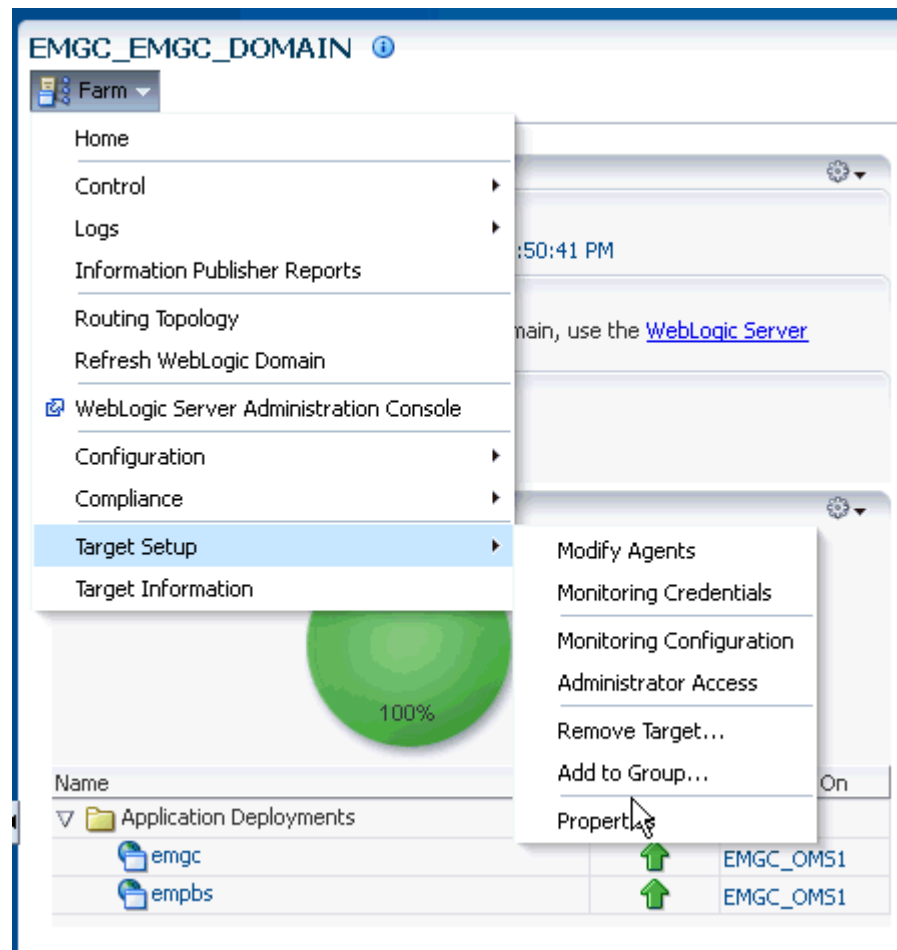 EMGC_EMGC_DOMAIN
Farm
Home
Control
Logs
Information Publisher Reports
Routing Topology
Refresh WebLogic Domain
WebLogic Server Administration Console
Configuration
Compliance
Target Setup
Target Information
:50:41 PM
main, use the WebLogic Server
Modify Agents
Monitoring Credentials
Monitoring Configuration
Administrator Access
Remove Target...
Add to Group...
Properties
100%
Name
On
Application Deployments
emgc
EMGC_OMS1
empbs
EMGC_OMS1